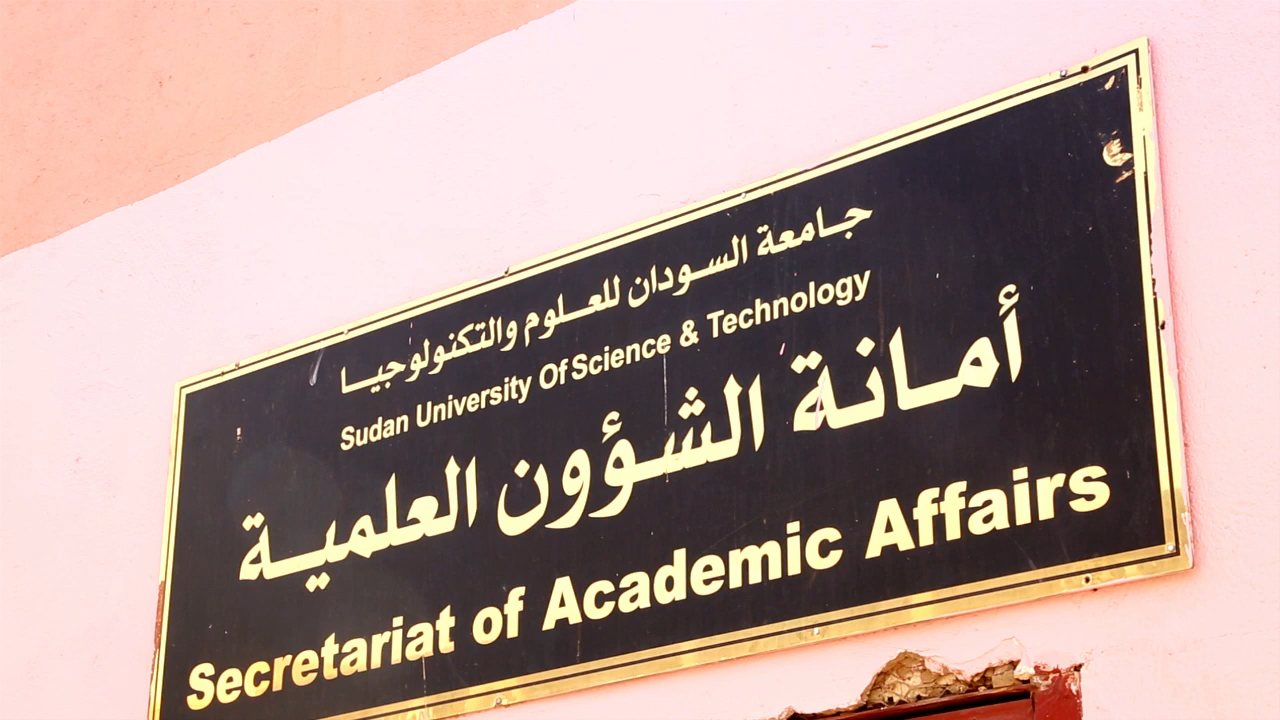 جامعة السودان للعلوم والتكنولوجيا
Sudan University Of Science & Technology
أمانة الشؤون العلمية
Secretariat of Academic Affairs